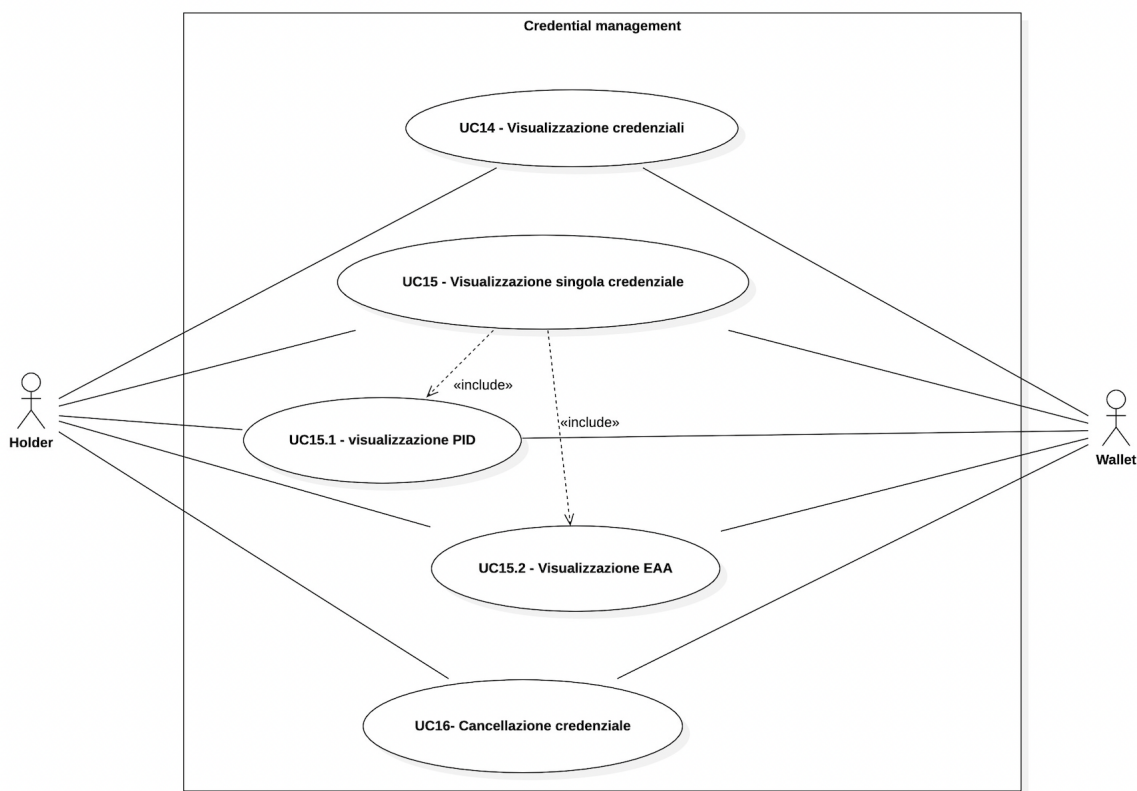 Credential management
UC14 - Visualizzazione credenziali
UC15 - Visualizzazione singola credenziale
«include»
Holder
«include»
UC15.1 - visualizzazione PID
Wallet
UC15.2 - Visualizzazione EAA
UC16- Cancellazione credenziale